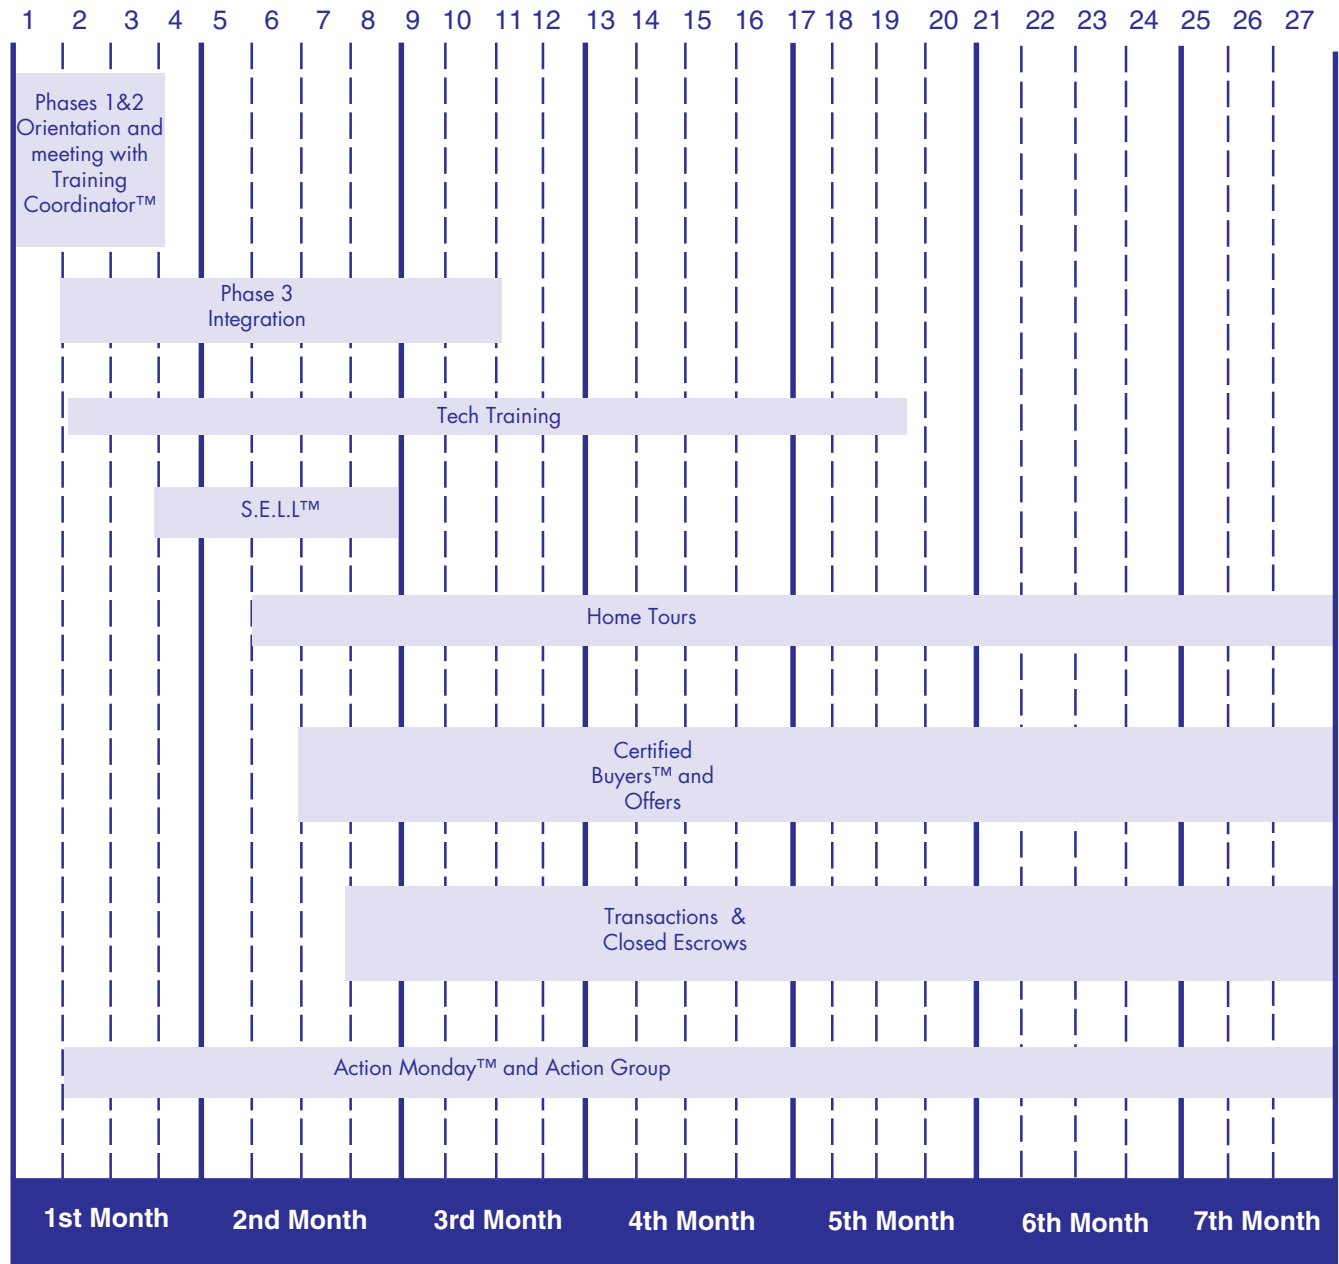 1 2 3 4 5 6 7 8 9 10 11 12 13 14 15 16 17 18 19 20 21 22 23 24 25 26 27
Phases 1&2
Orientation and
meeting with
Training
Coordinator™
Phase 3
Integration
Tech Training
S.E.L.L™
Home Tours
Certified
Buyers™ and
Offers
Transactions &
Closed Escrows
Action Monday™ and Action Group
1st Month 2nd Month 3rd Month 4th Month 5th Month 6th Month 7th Month